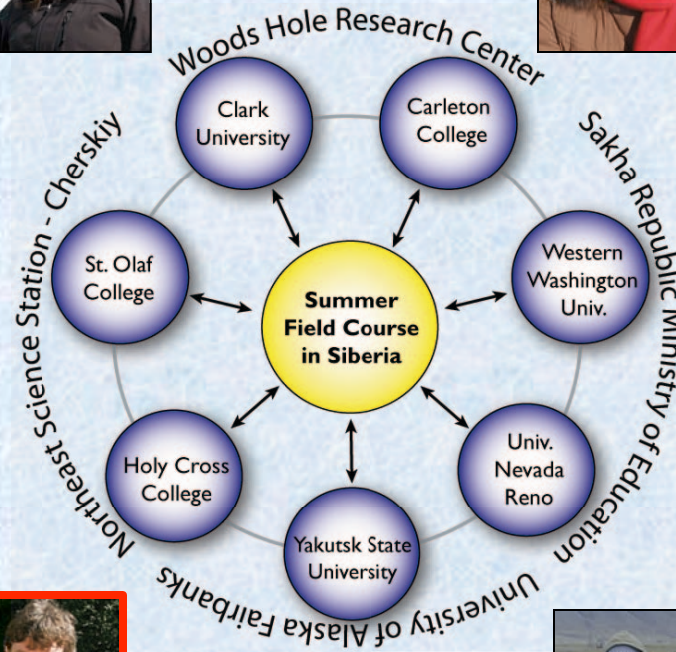 Woods Hole Research Center
Clark
University
Carleton
College
Northeast Science Station - Cherskiy
Sakha Republic Ministry of Education
St. Olaf
College
Western
Washington
Univ.
Summer
Field Course
in Siberia
Holy Cross
College
Univ.
Nevada
Reno
Yakutsk State
University
University of Alaska Fairbanks